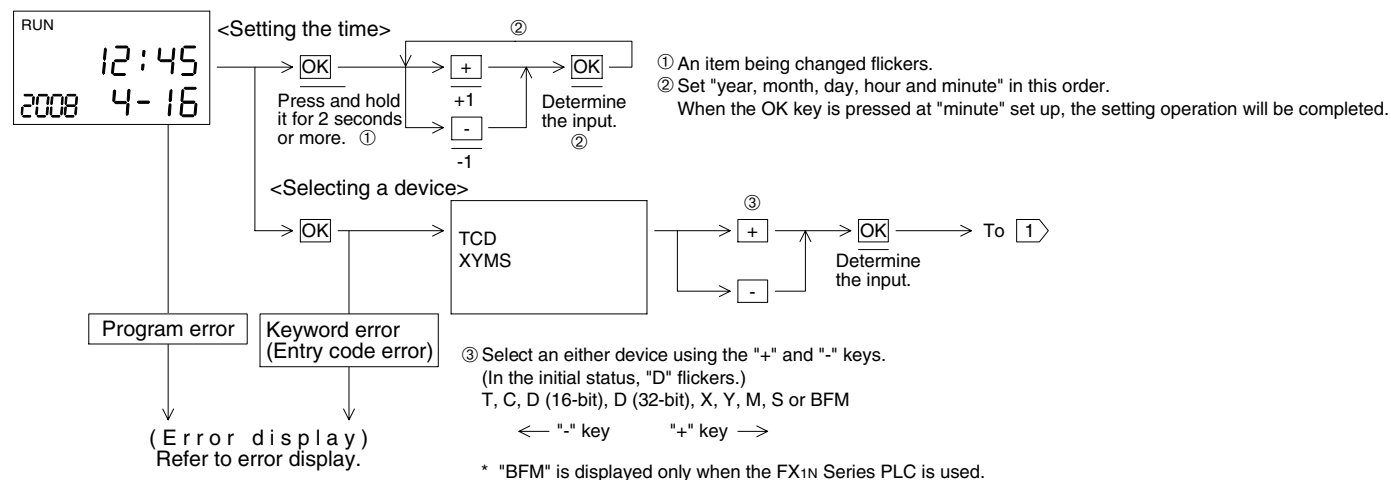 RUN
12:45
2008 4-16
<Setting the time>
OK
Press and hold
it for 2 seconds
or more. ①
②
+
+1
-
-1
OK
Determine
the input.
②
① An item being changed flickers.
② Set "year, month, day, hour and minute" in this order.
When the OK key is pressed at "minute" set up, the setting operation will be completed.
<Selecting a device>
OK
TCD
XYMS
③
+
-
OK
Determine
the input.
To 1
Program error
Keyword error
(Entry code error)
(Error display)
Refer to error display.
③ Select an either device using the "+" and "-" keys.
(In the initial status, "D" flickers.)
T, C, D (16-bit), D (32-bit), X, Y, M, S or BFM
← "-" key "+" key →
* "BFM" is displayed only when the FX1N Series PLC is used.